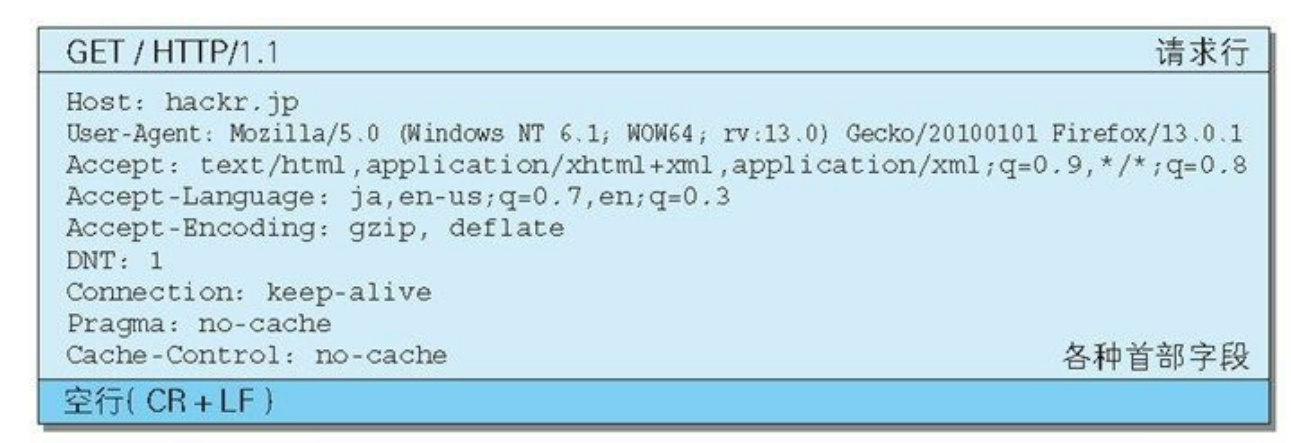 GET / HTTP/1.1 请求行
Host: hackr.jp
User-Agent: Mozilla/5.0 (Windows NT 6.1; WOW64; rv:13.0) Gecko/20100101 Firefox/13.0.1
Accept: text/html,application/xhtml+xml,application/xml;q=0.9,*/*;q=0.8
Accept-Language: ja,en-us;q=0.7,en;q=0.3
Accept-Encoding: gzip, deflate
DNT: 1
Connection: keep-alive
Pragma: no-cache
Cache-Control: no-cache 各种首部字段
空行( CR + LF )